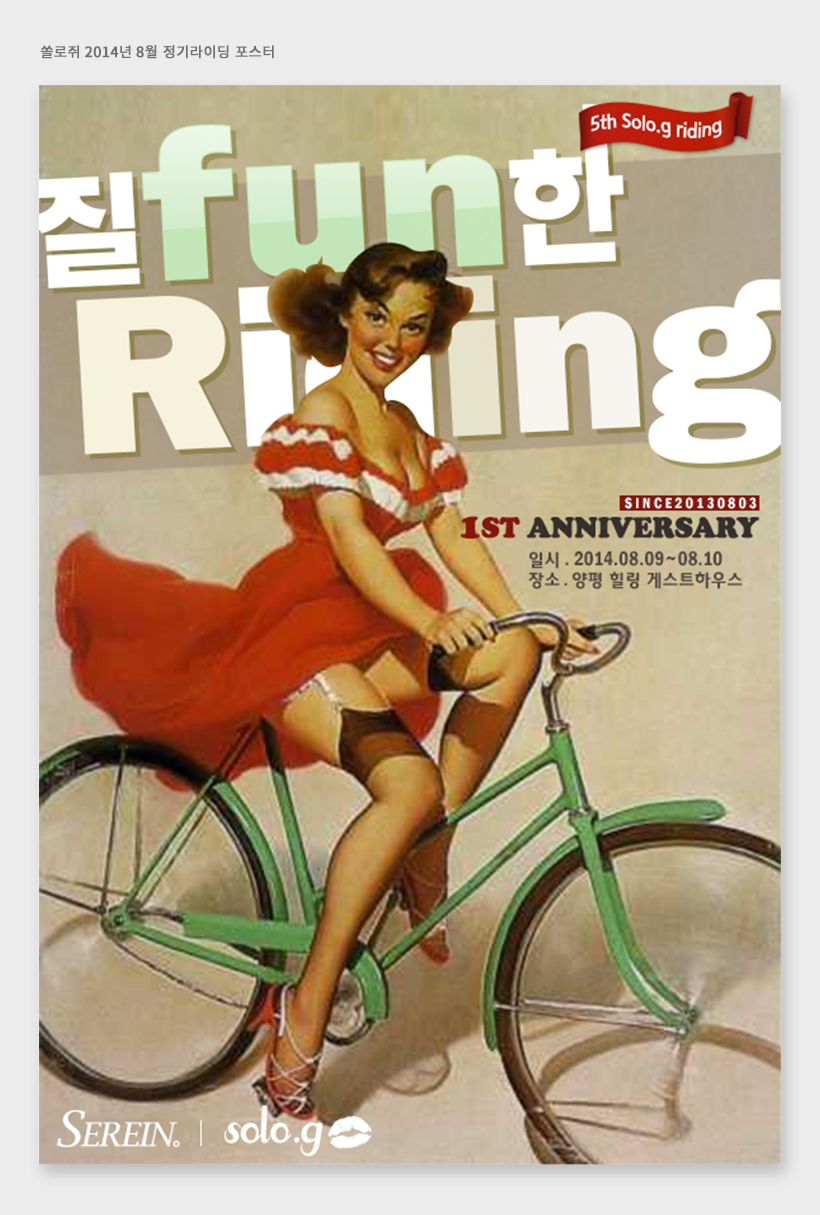 쏠로쥐 2014년 8월 정기라이딩 포스터
5th Solo.g riding
질fun한
Riding
SINCE20130803
1ST ANNIVERSARY
일시 . 2014.08.09~08.10
장소 . 양평 힐링 게스트하우스
SEREIN. | solo.g